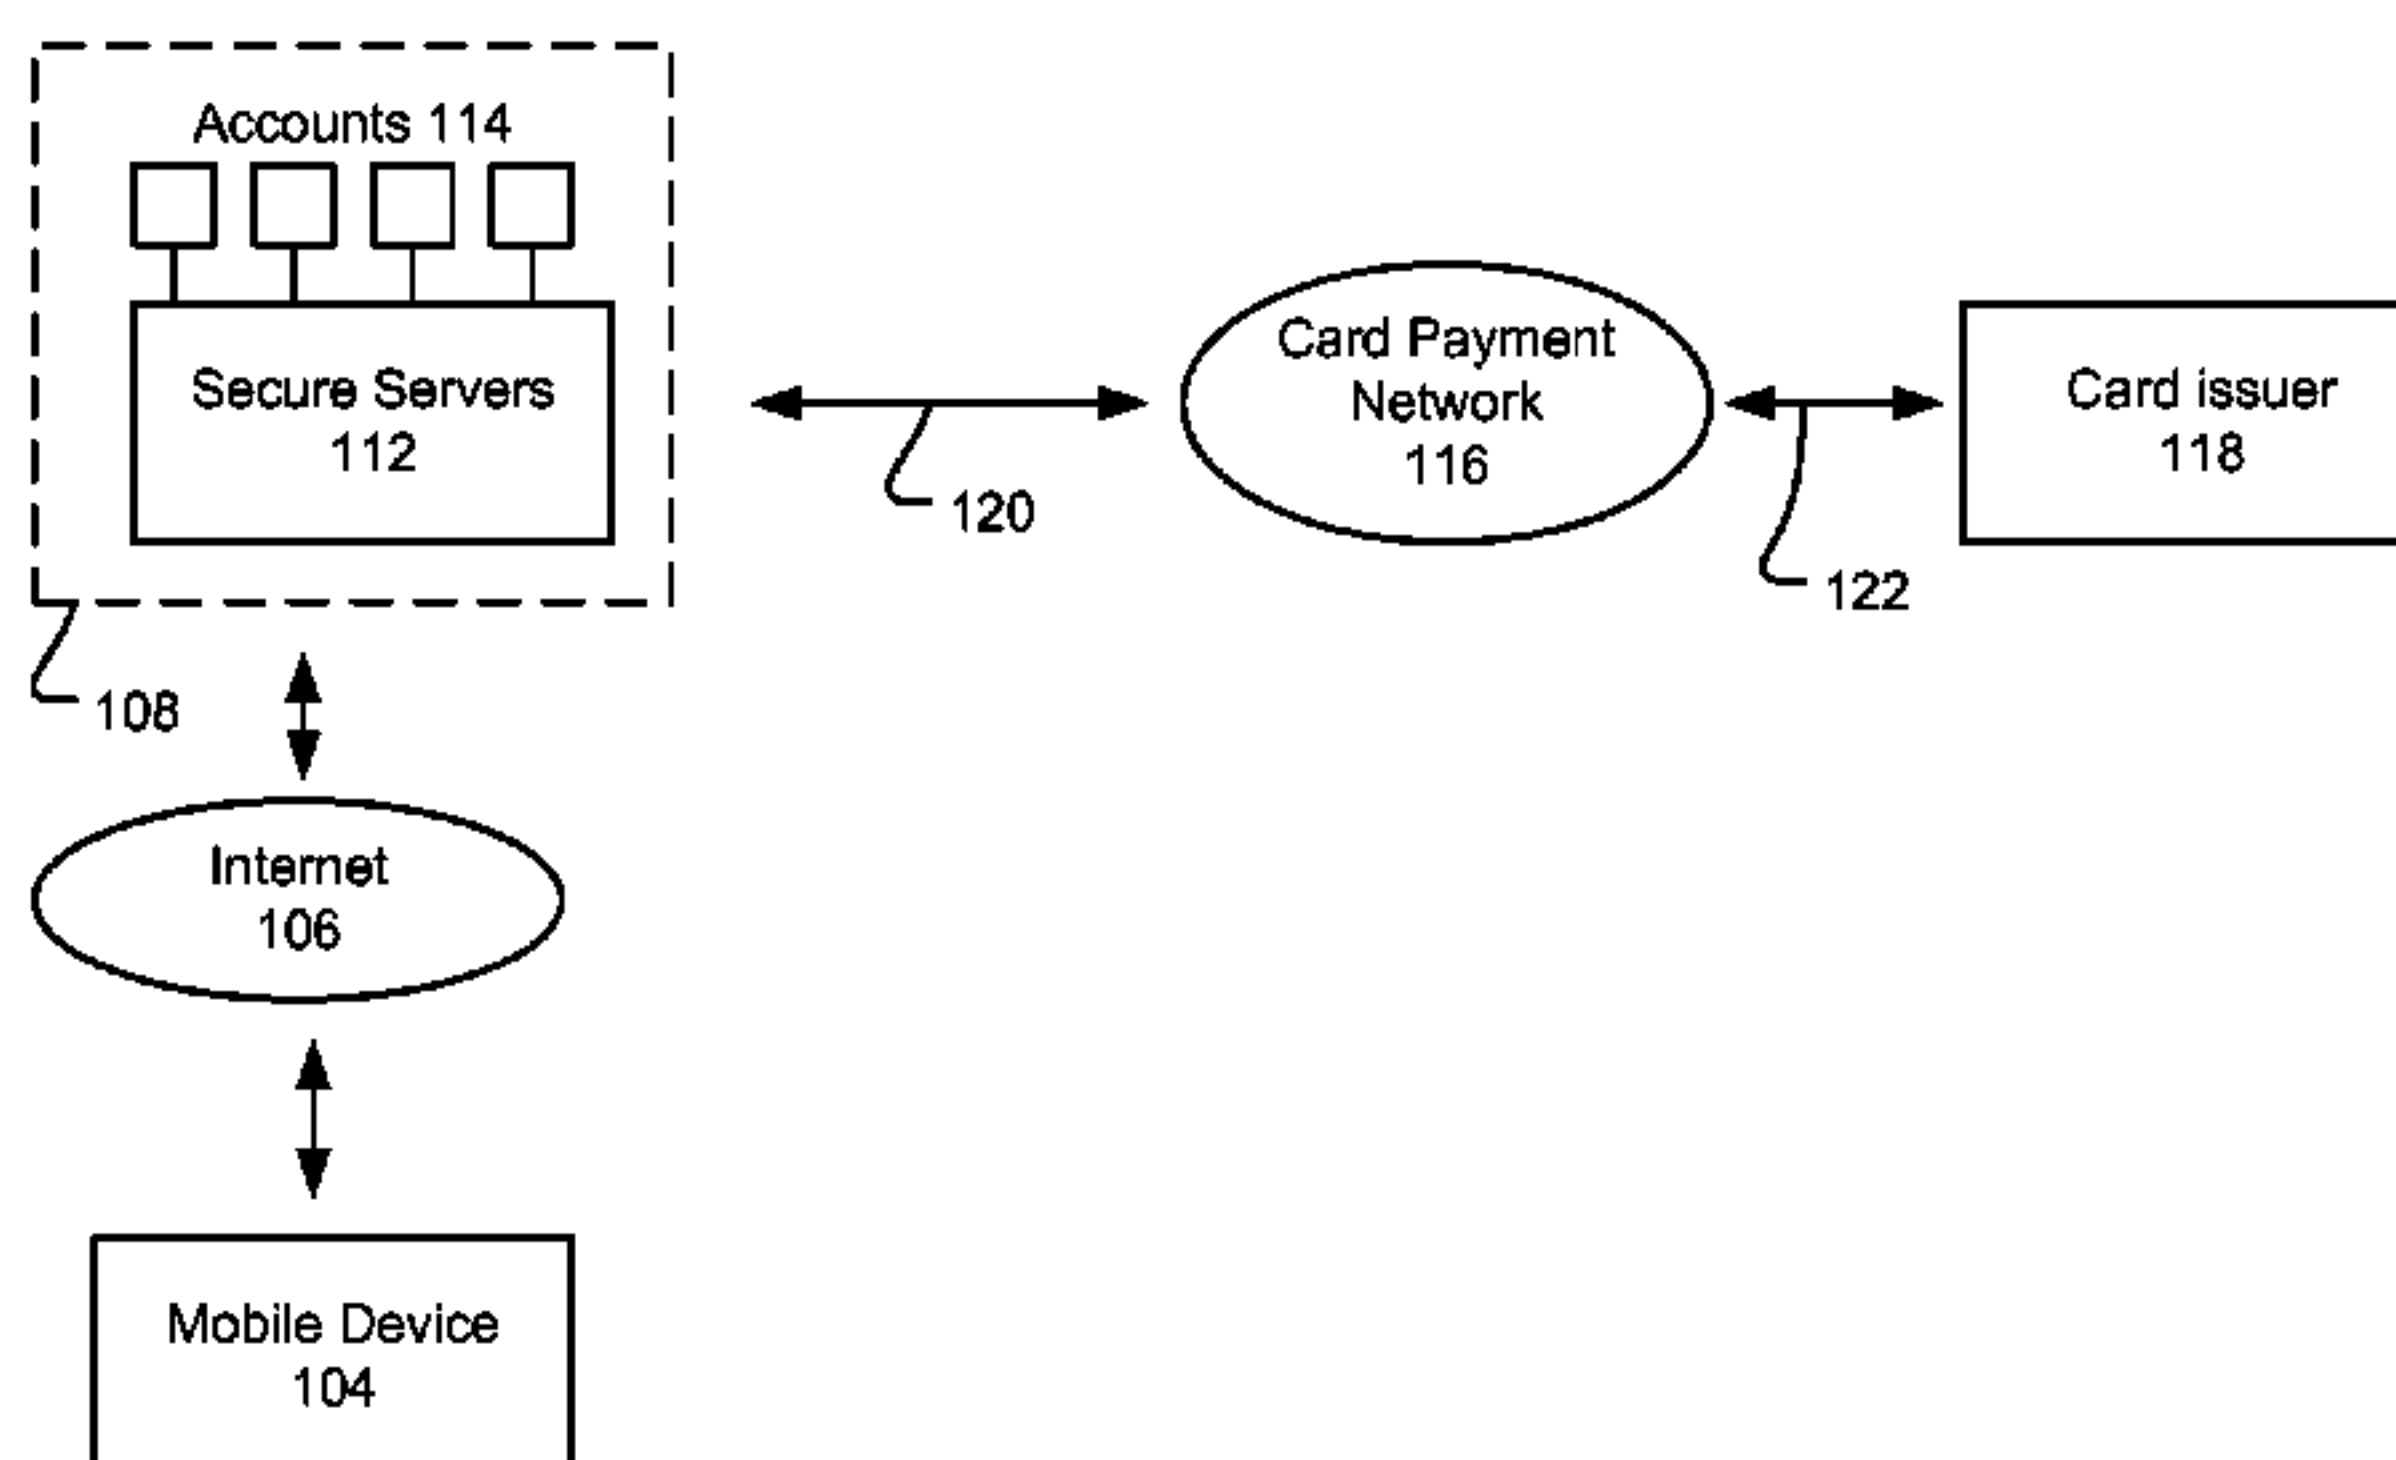 Accounts 114
Secure Servers
112
Card Payment
Network
116
Card issuer
118
120
122
108
Internet
106
Mobile Device
104